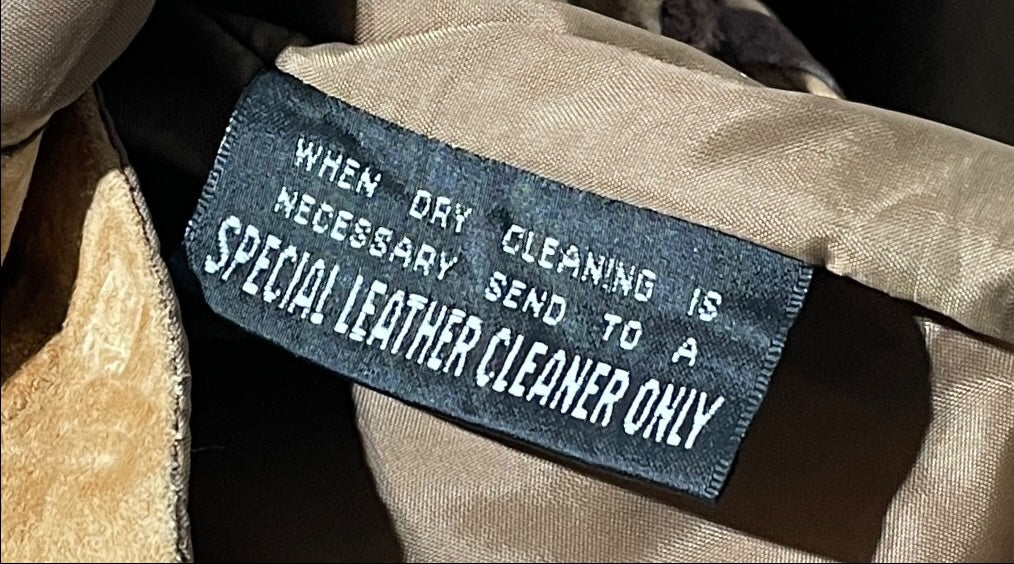 WHEN DRY CLEANING IS
NECESSARY SEND TO A
SPECIAL LEATHER CLEANER ONLY